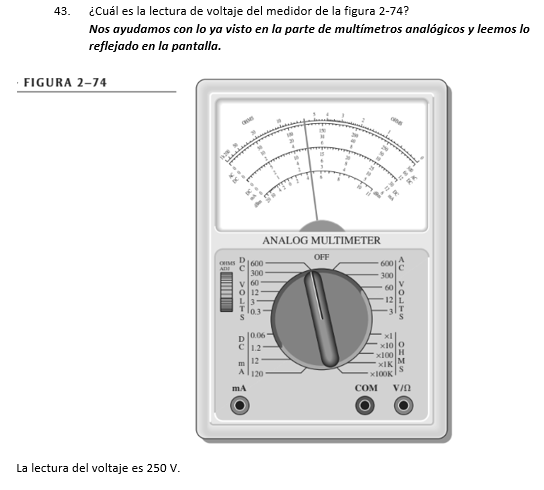 43. ¿Cuál es la lectura de voltaje del medidor de la figura 2-74?
Nos ayudamos con lo ya visto en la parte de multímetros analógicos y leemos lo
reflejado en la pantalla.
FIGURA 2–74
OHMS
OHMS
ANALOG MULTIMETER
OFF
OHMS
ADJ
DC VOLTS
600
300
60
12
3
0.3
AC VOLTS
600
300
60
12
3
DC mA
0.06
1.2
12
120
OHMS
×1
×10
×100
×1K
×100K
mA
COM V/Ω
La lectura del voltaje es 250 V.